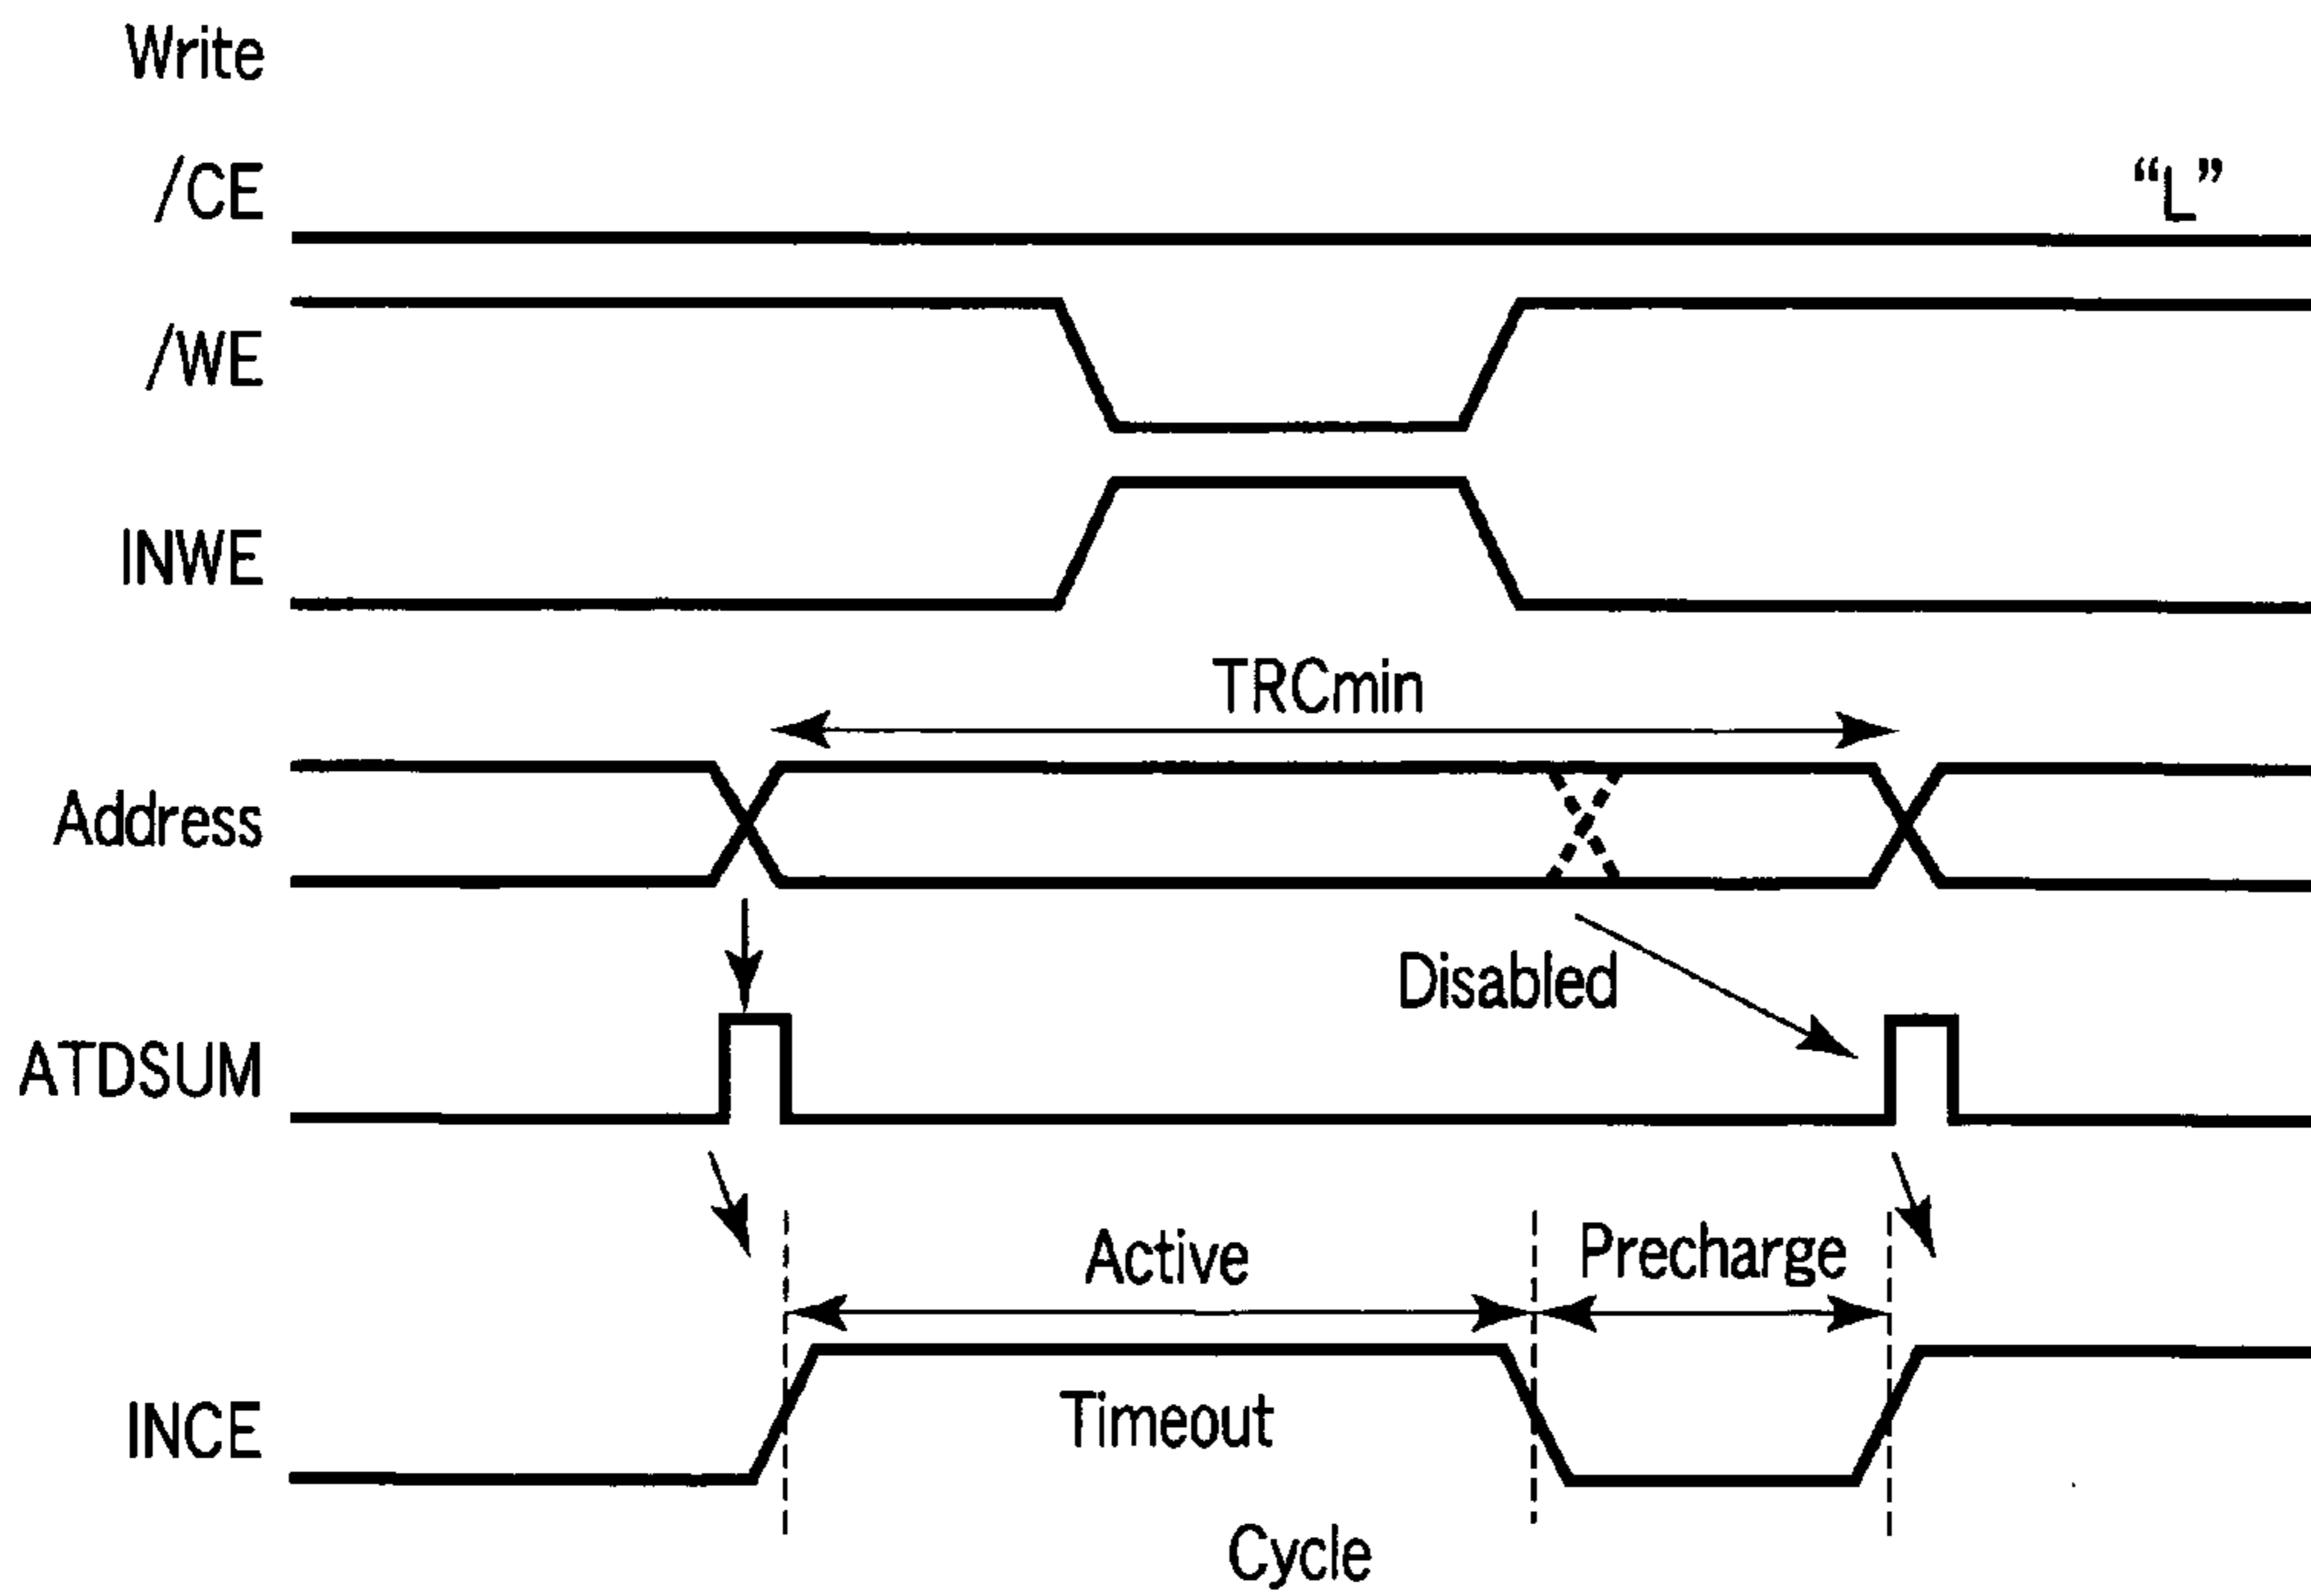 Write
/CE
“L”
/WE
INWE
TRCmin
Address
Disabled
ATDSUM
Active
Precharge
Timeout
INCE
Cycle